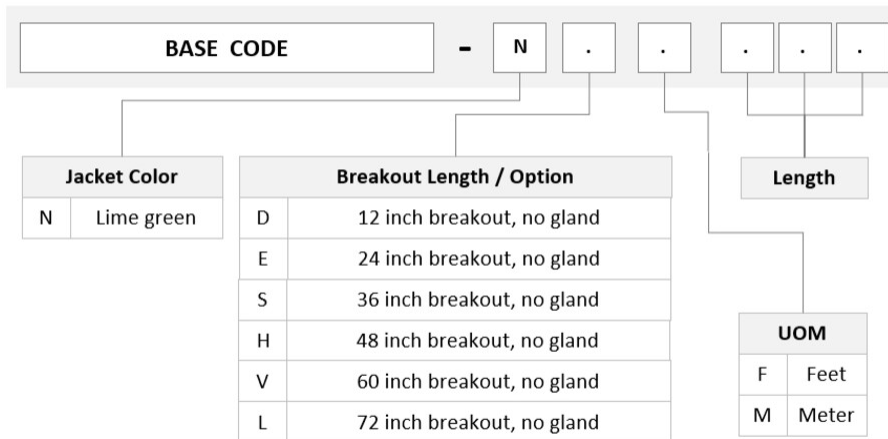 BASE CODE - N . . . . .
Jacket Color
N Lime green
Breakout Length / Option
D 12 inch breakout, no gland
E 24 inch breakout, no gland
S 36 inch breakout, no gland
H 48 inch breakout, no gland
V 60 inch breakout, no gland
L 72 inch breakout, no gland
Length
UOM
F Feet
M Meter